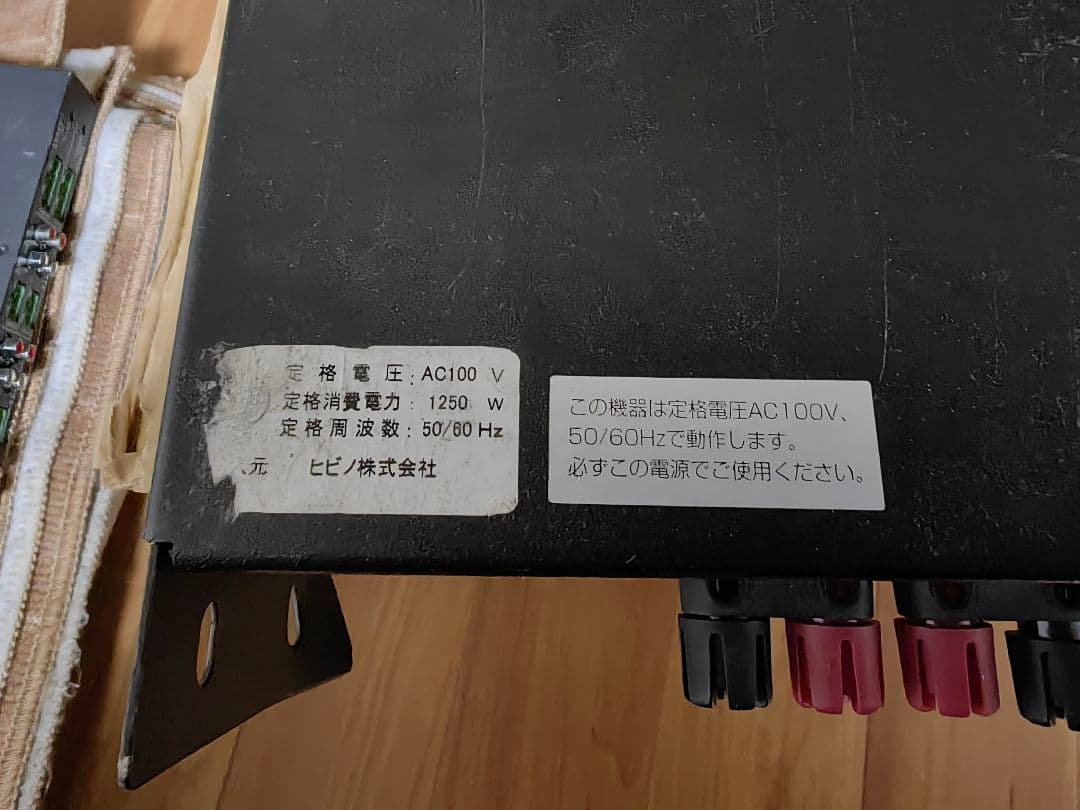 定格電圧: AC100 V
定格消費電力: 1250 W
定格周波数: 50/60 Hz
元 ヒビノ株式会社
この機器は定格電圧AC100V、
50/60Hzで動作します。
必ずこの電源でご使用ください。